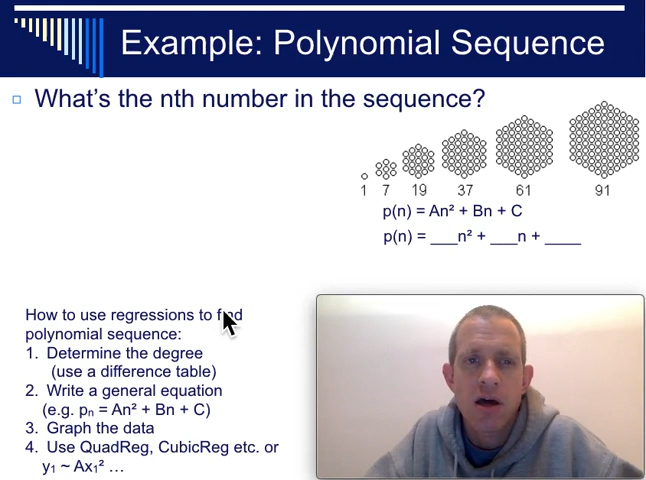 Example: Polynomial Sequence
What's the nth number in the sequence?
1 7 19 37 61 91
p(n) = An² + Bn + C
p(n) = ___n² + ___n + ____
How to use regressions to find
polynomial sequence:
1. Determine the degree
(use a difference table)
2. Write a general equation
(e.g. pₙ = An² + Bn + C)
3. Graph the data
4. Use QuadReg, CubicReg etc. or
y₁ ~ Ax₁² …